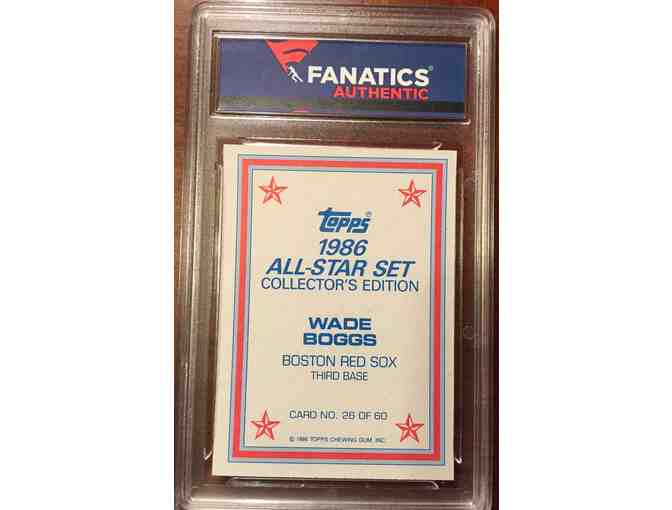 FANATICS®
AUTHENTIC
Topps®
1986
ALL-STAR SET
COLLECTOR'S EDITION
WADE
BOGGS
BOSTON RED SOX
THIRD BASE
CARD NO. 26 OF 60
© 1986 TOPPS CHEWING GUM, INC.